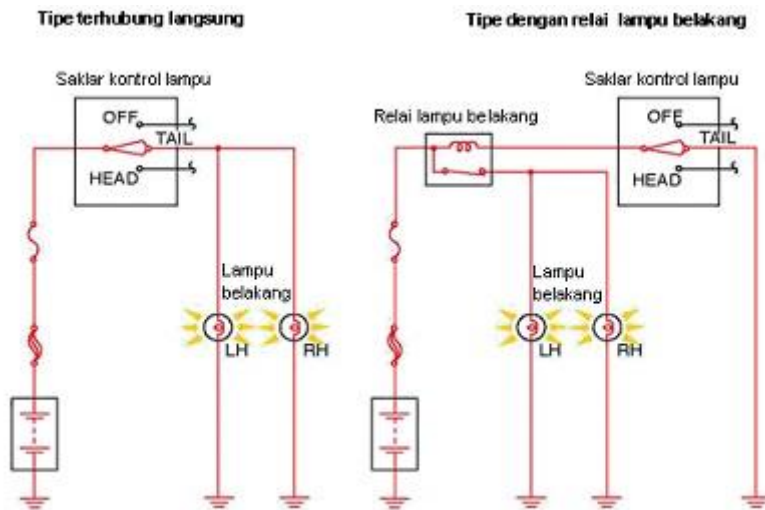 Tipe terhubung langsung
Saklar kontrol lampu
OFF
TAIL
HEAD
Lampu
belakang
LH
RH
Tipe dengan relai lampu belakang
Saklar kontrol lampu
Relai lampu belakang
OFF
TAIL
HEAD
Lampu
belakang
LH
RH